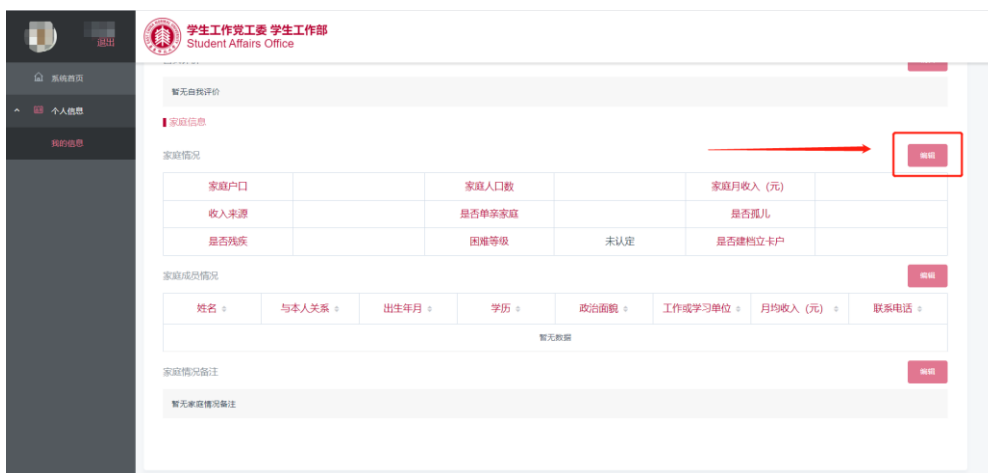 退出
学生工作党工委 学生工作部
Student Affairs Office
系统首页
暂无自我评价
个人信息
家庭信息
我的信息
家庭情况
编辑
家庭户口 家庭人口数 家庭月收入（元）
收入来源 是否单亲家庭 是否孤儿
是否残疾 困难等级 未认定 是否建档立卡户
家庭成员情况
编辑
姓名 与本人关系 出生年月 学历 政治面貌 工作或学习单位 月均收入（元） 联系电话
暂无数据
家庭情况备注
编辑
暂无家庭情况备注